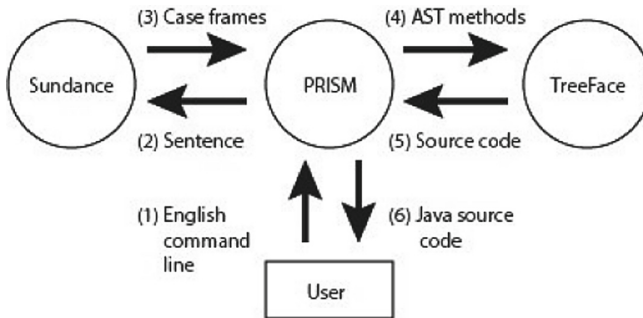 (3) Case frames
(4) AST methods
Sundance
PRISM
TreeFace
(2) Sentence
(5) Source code
(1) English
command
line
(6) Java source
code
User